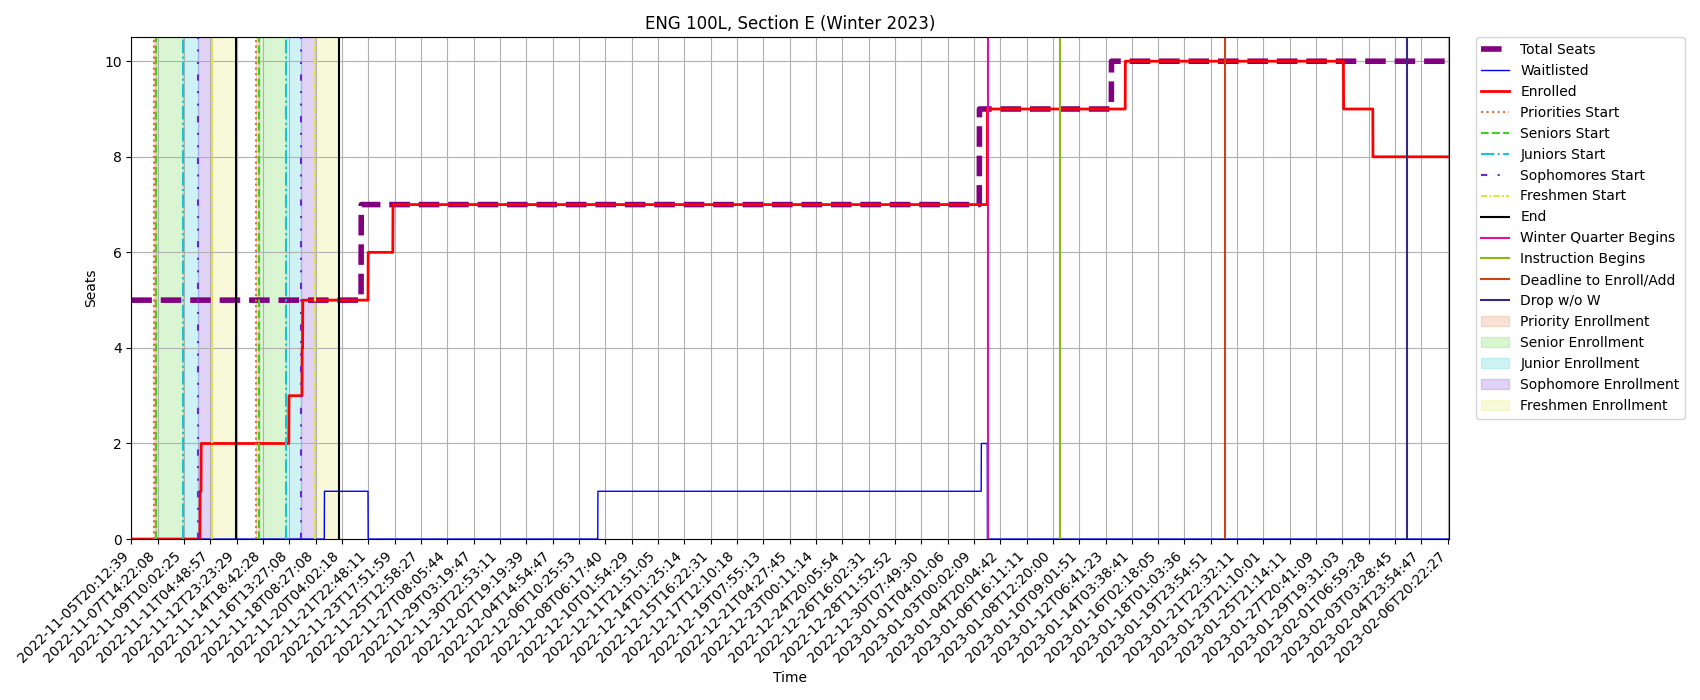 ENG 100L, Section E (Winter 2023)
10
8
6
4
2
0
Seats
2022-11-05T20:12:39
2022-11-07T14:22:08
2022-11-09T10:02:25
2022-11-11T04:48:57
2022-11-12T23:23:29
2022-11-14T18:42:28
2022-11-16T13:27:08
2022-11-18T08:27:08
2022-11-20T04:02:18
2022-11-21T22:48:11
2022-11-23T17:51:59
2022-11-25T12:58:27
2022-11-27T08:05:44
2022-11-29T03:19:47
2022-11-30T22:53:11
2022-12-02T19:19:39
2022-12-04T14:54:47
2022-12-06T10:25:53
2022-12-08T06:17:40
2022-12-10T01:54:29
2022-12-11T21:51:05
2022-12-14T01:25:14
2022-12-15T16:22:31
2022-12-17T12:10:18
2022-12-19T07:55:13
2022-12-21T04:27:45
2022-12-23T00:11:14
2022-12-24T20:05:54
2022-12-26T16:02:31
2022-12-28T11:52:52
2022-12-30T07:49:30
2023-01-01T04:01:06
2023-01-03T00:02:09
2023-01-04T20:04:42
2023-01-06T16:11:11
2023-01-08T12:20:00
2023-01-10T09:01:51
2023-01-12T06:41:23
2023-01-14T03:38:41
2023-01-16T02:18:05
2023-01-18T01:03:36
2023-01-19T23:54:51
2023-01-21T22:32:11
2023-01-23T21:10:01
2023-01-25T21:14:11
2023-01-27T20:41:09
2023-01-29T19:31:03
2023-02-01T06:59:28
2023-02-03T03:28:45
2023-02-04T23:54:47
2023-02-06T20:22:27
Time
Total Seats
Waitlisted
Enrolled
Priorities Start
Seniors Start
Juniors Start
Sophomores Start
Freshmen Start
End
Winter Quarter Begins
Instruction Begins
Deadline to Enroll/Add
Drop w/o W
Priority Enrollment
Senior Enrollment
Junior Enrollment
Sophomore Enrollment
Freshmen Enrollment